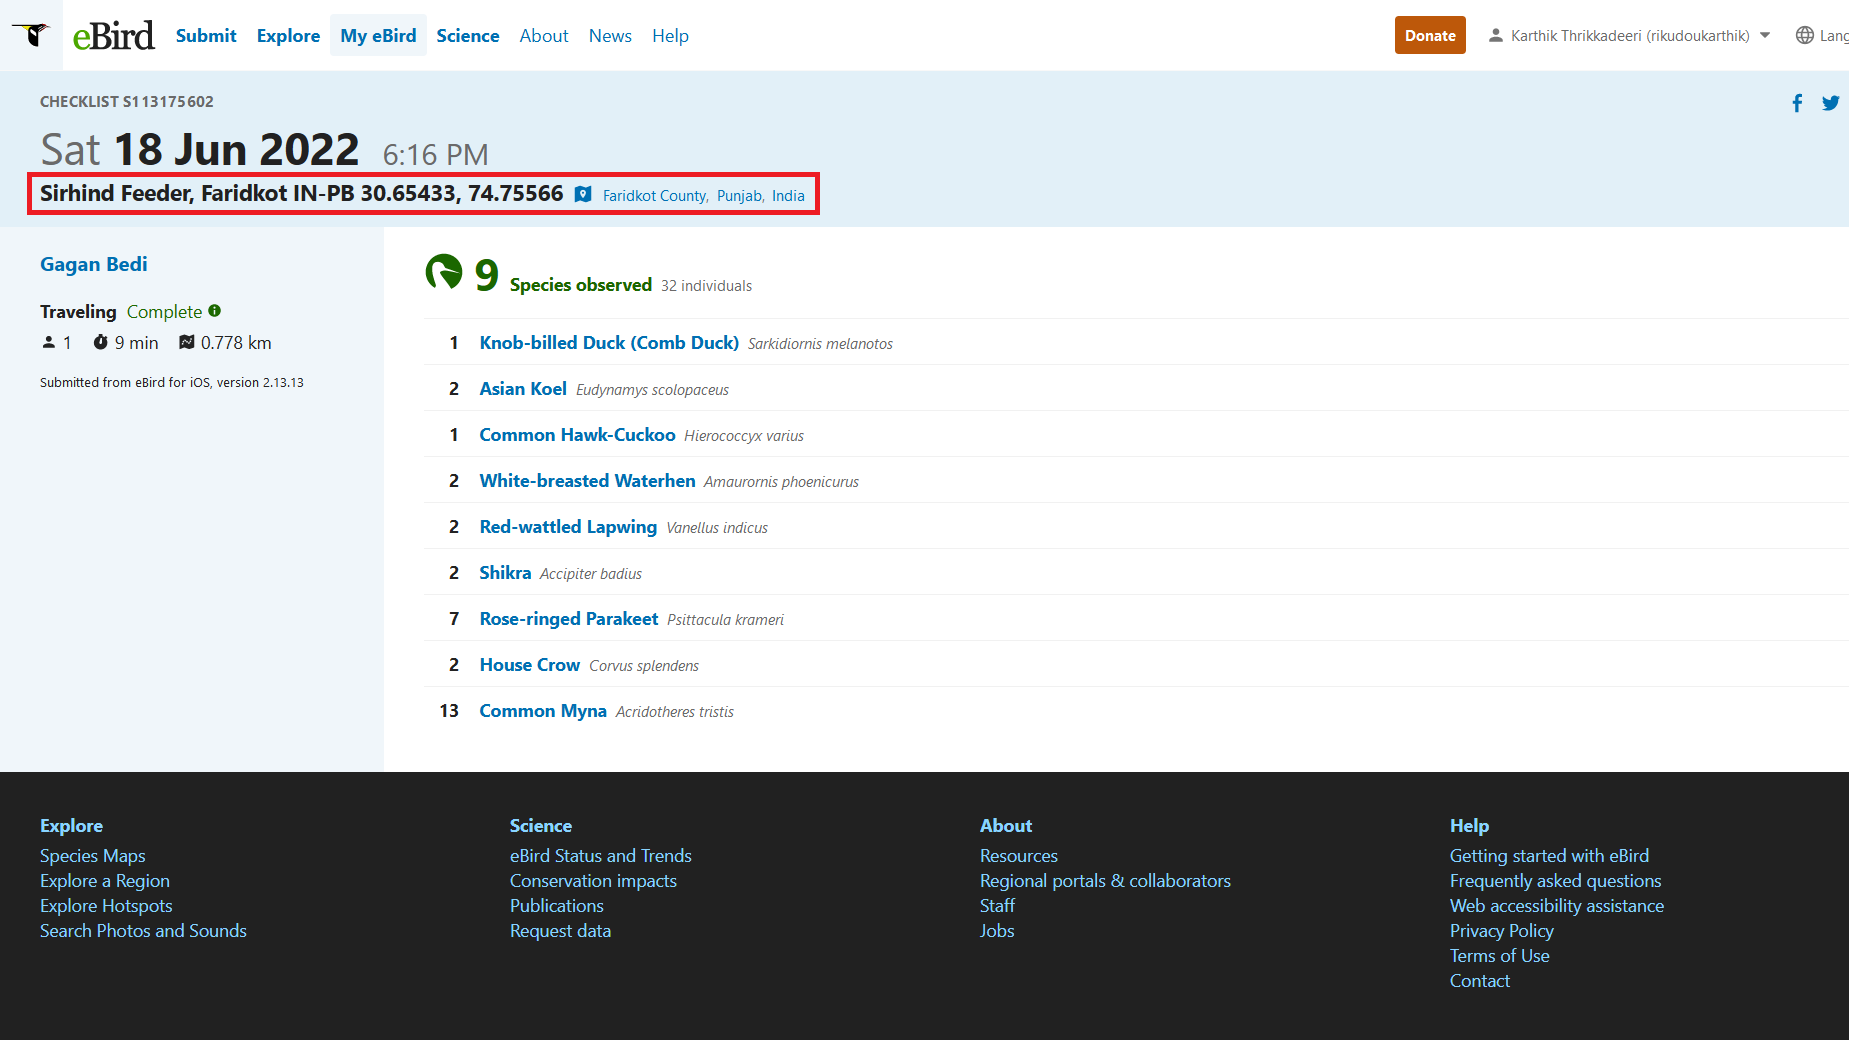 eBird Submit Explore My eBird Science About News Help Donate Karthik Thrikkadeeri (rikudoukarthik) Lang
CHECKLIST S113175602
Sat 18 Jun 2022 6:16 PM
Sirhind Feeder, Faridkot IN-PB 30.65433, 74.75566 Faridkot County, Punjab, India
Gagan Bedi
Traveling Complete
1 9 min 0.778 km
Submitted from eBird for iOS, version 2.13.13
9 Species observed 32 individuals
1 Knob-billed Duck (Comb Duck) Sarkidiornis melanotos
2 Asian Koel Eudynamys scolopaceus
1 Common Hawk-Cuckoo Hierococcyx varius
2 White-breasted Waterhen Amaurornis phoenicurus
2 Red-wattled Lapwing Vanellus indicus
2 Shikra Accipiter badius
7 Rose-ringed Parakeet Psittacula krameri
2 House Crow Corvus splendens
13 Common Myna Acridotheres tristis
Explore
Species Maps
Explore a Region
Explore Hotspots
Search Photos and Sounds
Science
eBird Status and Trends
Conservation impacts
Publications
Request data
About
Resources
Regional portals & collaborators
Staff
Jobs
Help
Getting started with eBird
Frequently asked questions
Web accessibility assistance
Privacy Policy
Terms of Use
Contact